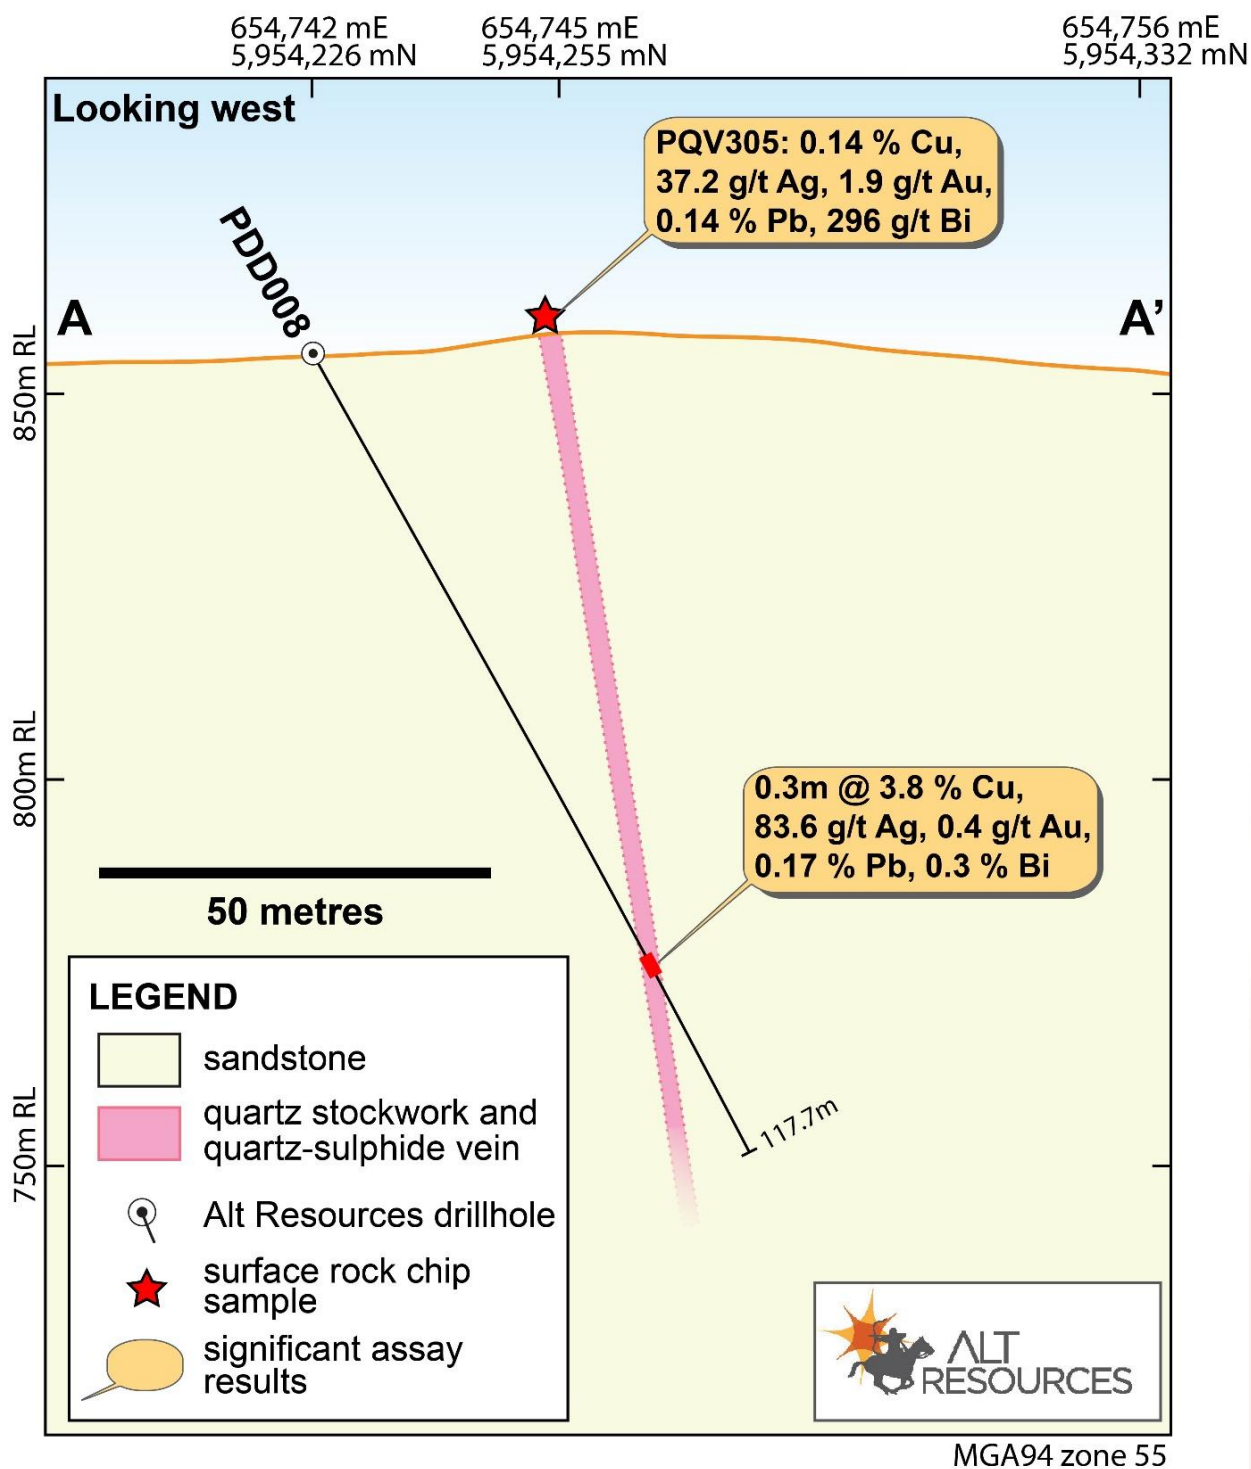 654,742 mE
5,954,226 mN
654,745 mE
5,954,255 mN
654,756 mE
5,954,332 mN
Looking west
PQV305: 0.14 % Cu,
37.2 g/t Ag, 1.9 g/t Au,
0.14 % Pb, 296 g/t Bi
PDD008
A
A’
850m RL
800m RL
0.3m @ 3.8 % Cu,
83.6 g/t Ag, 0.4 g/t Au,
0.17 % Pb, 0.3 % Bi
50 metres
750m RL
117.7m
LEGEND
sandstone
quartz stockwork and
quartz-sulphide vein
Alt Resources drillhole
surface rock chip
sample
significant assay
results
ALT
RESOURCES
MGA94 zone 55